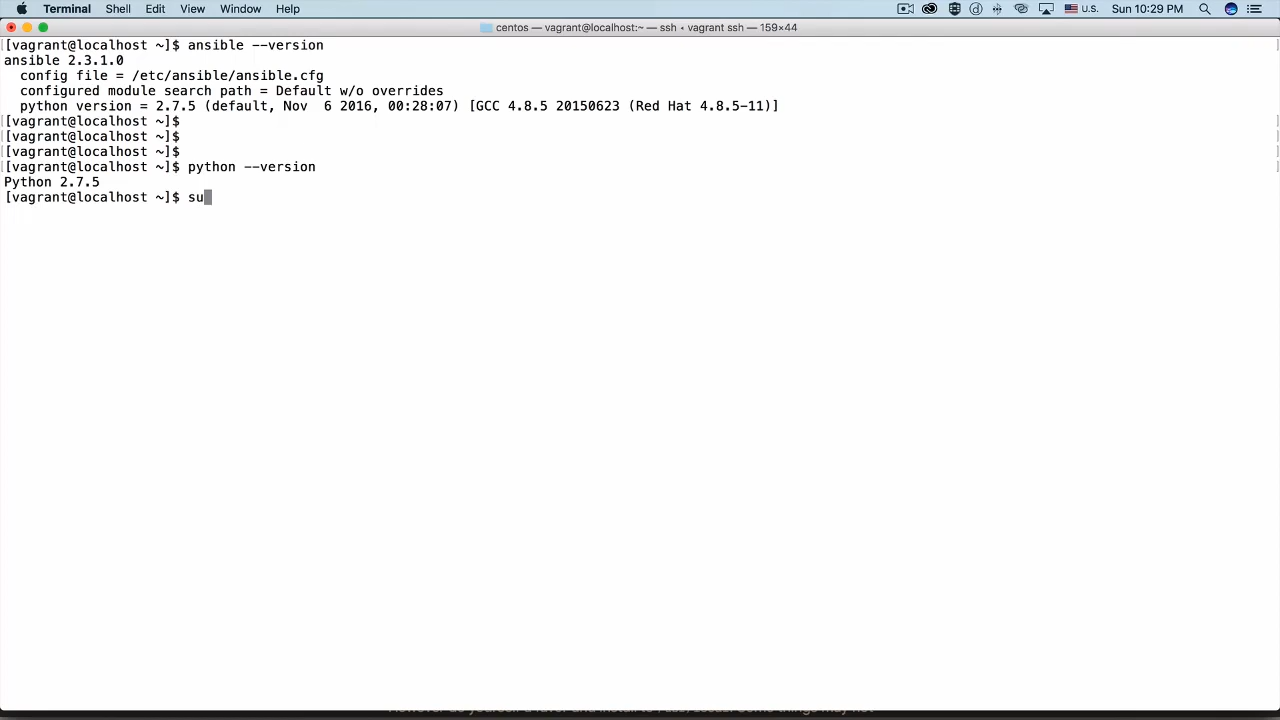 Terminal Shell Edit View Window Help U.S. Sun 10:29 PM
centos — vagrant@localhost:~ — ssh • vagrant ssh — 159×44
[vagrant@localhost ~]$ ansible --version
ansible 2.3.1.0
  config file = /etc/ansible/ansible.cfg
  configured module search path = Default w/o overrides
  python version = 2.7.5 (default, Nov  6 2016, 00:28:07) [GCC 4.8.5 20150623 (Red Hat 4.8.5-11)]
[vagrant@localhost ~]$
[vagrant@localhost ~]$
[vagrant@localhost ~]$
[vagrant@localhost ~]$ python --version
Python 2.7.5
[vagrant@localhost ~]$ su